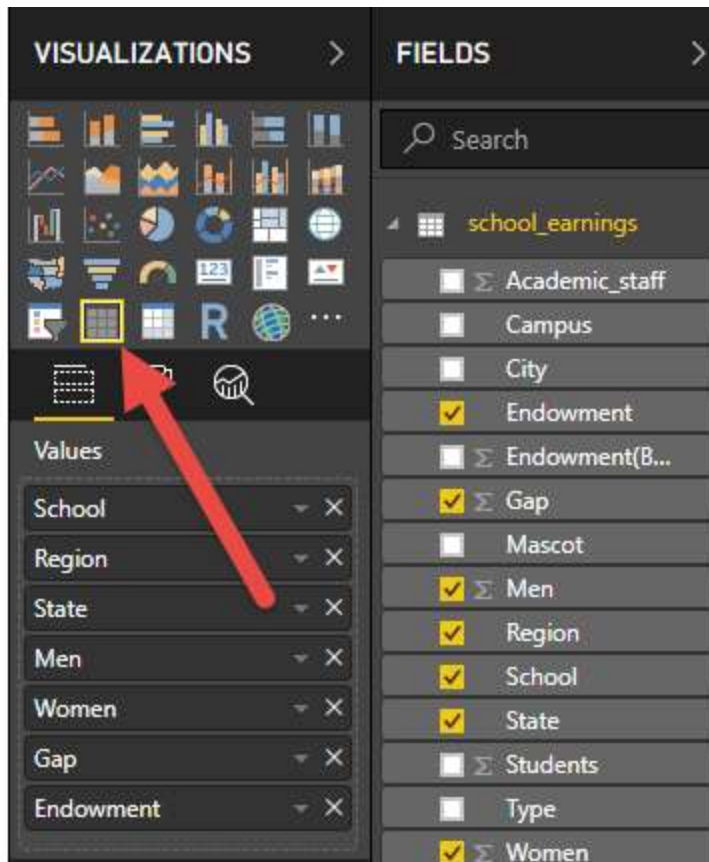 VISUALIZATIONS
123
R
Values
School
Region
State
Men
Women
Gap
Endowment
FIELDS
Search
school_earnings
Σ Academic_staff
Campus
City
Endowment
Σ Endowment(B...
Σ Gap
Mascot
Σ Men
Region
School
State
Σ Students
Type
Σ Women